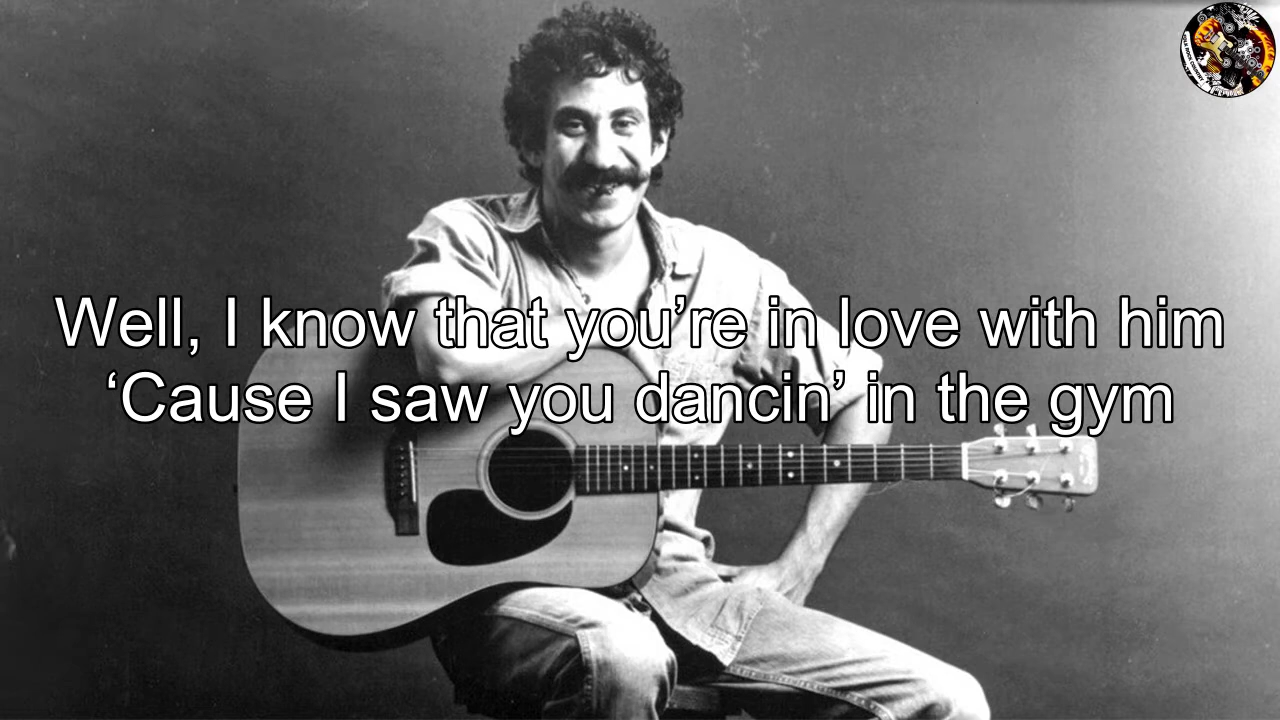 Well, I know that you’re in love with him
‘Cause I saw you dancin’ in the gym